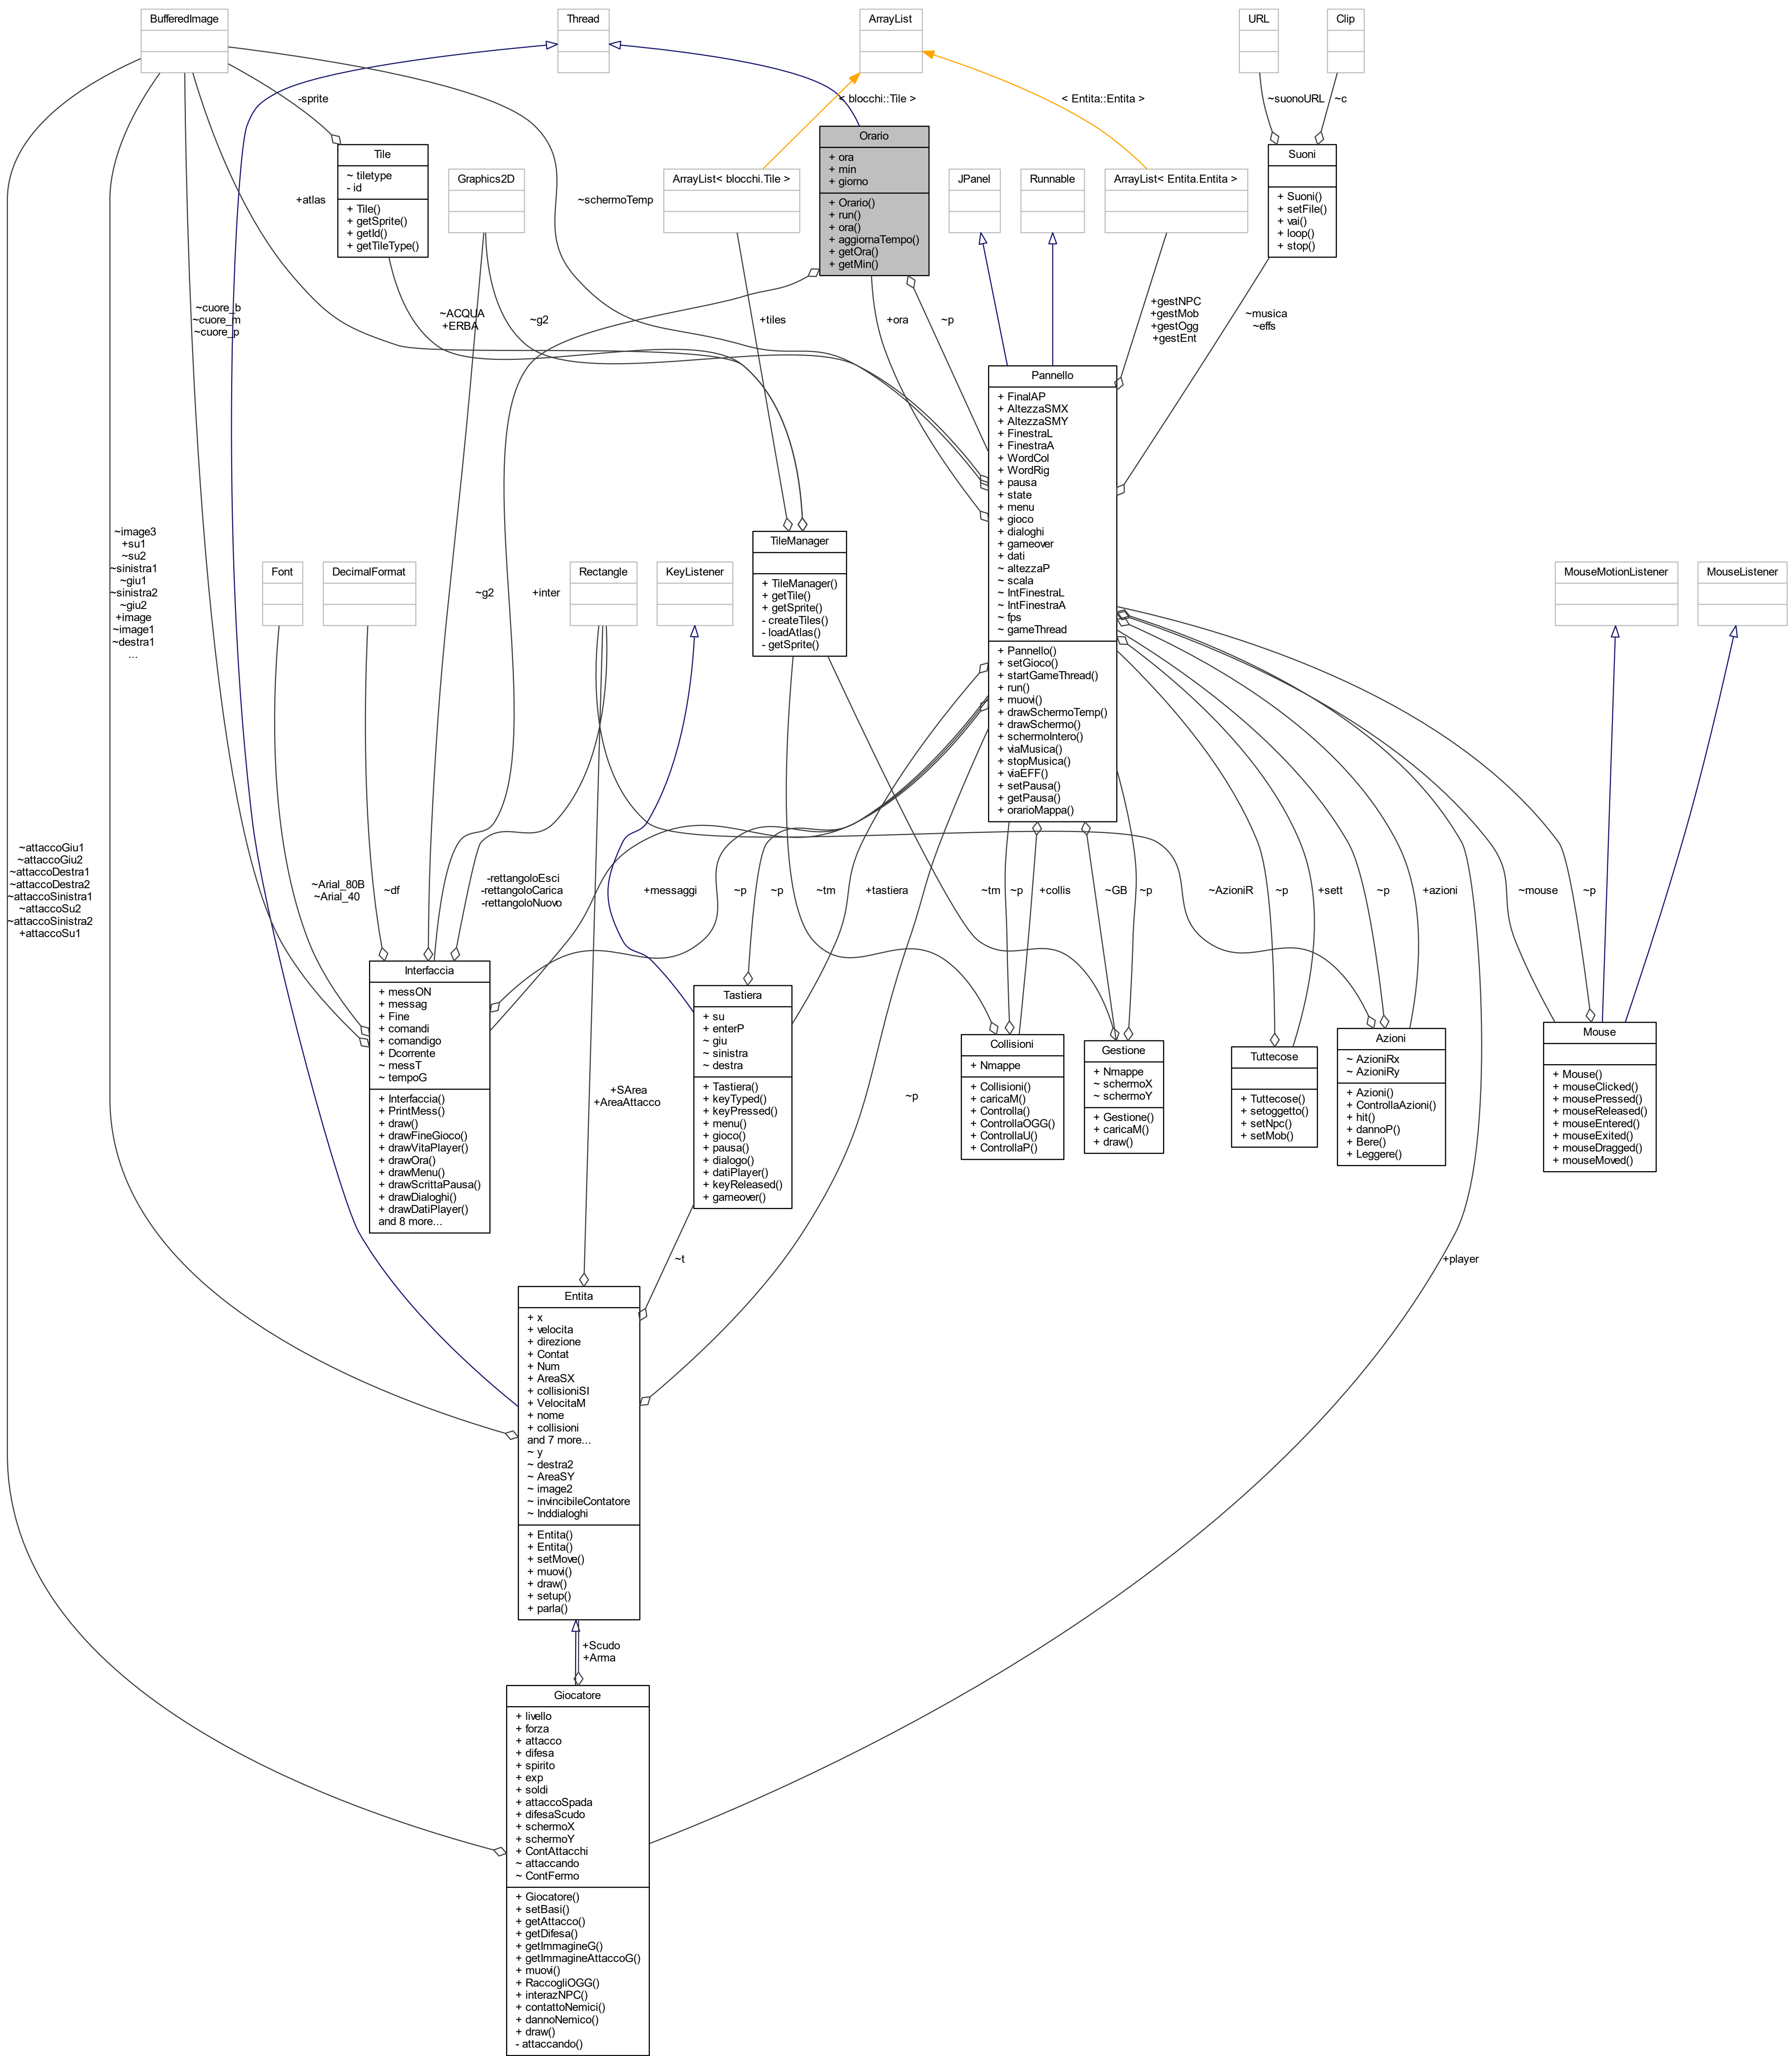 BufferedImage
Thread
ArrayList
URL
Clip
-sprite
< blocchi::Tile >
< Entita::Entita >
~suonoURL
~c
Orario
+ ora
+ min
+ giorno
+ Orario()
+ run()
+ ora()
+ aggiornaTempo()
+ getOra()
+ getMin()
Tile
~ tiletype
- id
+ Tile()
+ getSprite()
+ getId()
+ getTileType()
Suoni
+ Suoni()
+ setFile()
+ vai()
+ loop()
+ stop()
Graphics2D
ArrayList< blocchi.Tile >
JPanel
Runnable
ArrayList< Entita.Entita >
+atlas
~schermoTemp
~cuore_b
~cuore_m
~cuore_p
~ACQUA
+ERBA
~g2
+tiles
+ora
~p
+gestNPC
+gestMob
+gestOgg
+gestEnt
~musica
~effs
Pannello
+ FinalAP
+ AltezzaSMX
+ AltezzaSMY
+ FinestraL
+ FinestraA
+ WordCol
+ WordRig
+ pausa
+ state
+ menu
+ gioco
+ dialoghi
+ gameover
+ dati
~ altezzaP
~ scala
~ IntFinestraL
~ IntFinestraA
~ fps
~ gameThread
+ Pannello()
+ setGioco()
+ startGameThread()
+ run()
+ muovi()
+ drawSchermoTemp()
+ drawSchermo()
+ schermoIntero()
+ viaMusica()
+ stopMusica()
+ viaEFF()
+ setPausa()
+ getPausa()
+ orarioMappa()
TileManager
+ TileManager()
+ getTile()
+ getSprite()
- createTiles()
- loadAtlas()
- getSprite()
~image3
+su1
~su2
~sinistra1
~giu1
~sinistra2
~giu2
+image
~image1
~destra1
...
Font
DecimalFormat
~g2
+inter
Rectangle
KeyListener
MouseMotionListener
MouseListener
~attaccoGiu1
~attaccoGiu2
~attaccoDestra1
~attaccoDestra2
~attaccoSinistra1
~attaccoSu2
~attaccoSinistra2
+attaccoSu1
~Arial_80B
~Arial_40
~df
-rettangoloEsci
-rettangoloCarica
-rettangoloNuovo
+messaggi
~p
~p
~tm
+tastiera
~tm
~p
+collis
~GB
~p
~AzioniR
~p
+sett
~p
+azioni
~mouse
~p
Interfaccia
+ messON
+ messag
+ Fine
+ comandi
+ comandigo
+ Dcorrente
~ messT
~ tempoG
+ Interfaccia()
+ PrintMess()
+ draw()
+ drawFineGioco()
+ drawVitaPlayer()
+ drawOra()
+ drawMenu()
+ drawScrittaPausa()
+ drawDialoghi()
+ drawDatiPlayer()
and 8 more...
Tastiera
+ su
+ enterP
~ giu
~ sinistra
~ destra
+ Tastiera()
+ keyTyped()
+ keyPressed()
+ menu()
+ gioco()
+ pausa()
+ dialogo()
+ datiPlayer()
+ keyReleased()
+ gameover()
Collisioni
+ Nmappe
+ Collisioni()
+ caricaM()
+ Controlla()
+ ControllaOGG()
+ ControllaU()
+ ControllaP()
Gestione
+ Nmappe
~ schermoX
~ schermoY
+ Gestione()
+ caricaM()
+ draw()
Tuttecose
+ Tuttecose()
+ setoggetto()
+ setNpc()
+ setMob()
Azioni
~ AzioniRx
~ AzioniRy
+ Azioni()
+ ControllaAzioni()
+ hit()
+ dannoP()
+ Bere()
+ Leggere()
Mouse
+ Mouse()
+ mouseClicked()
+ mousePressed()
+ mouseReleased()
+ mouseEntered()
+ mouseExited()
+ mouseDragged()
+ mouseMoved()
+SArea
+AreaAttacco
~p
~t
+player
Entita
+ x
+ velocita
+ direzione
+ Contat
+ Num
+ AreaSX
+ collisioniSI
+ VelocitaM
+ nome
+ collisioni
and 7 more...
~ y
~ destra2
~ AreaSY
~ image2
~ invincibileContatore
~ Inddialoghi
+ Entita()
+ Entita()
+ setMove()
+ muovi()
+ draw()
+ setup()
+ parla()
+Scudo
+Arma
Giocatore
+ livello
+ forza
+ attacco
+ difesa
+ spirito
+ exp
+ soldi
+ attaccoSpada
+ difesaScudo
+ schermoX
+ schermoY
+ ContAttacchi
~ attaccando
~ ContFermo
+ Giocatore()
+ setBasi()
+ getAttacco()
+ getDifesa()
+ getImmagineG()
+ getImmagineAttaccoG()
+ muovi()
+ RaccogliOGG()
+ interazNPC()
+ contattoNemici()
+ dannoNemico()
+ draw()
- attaccando()